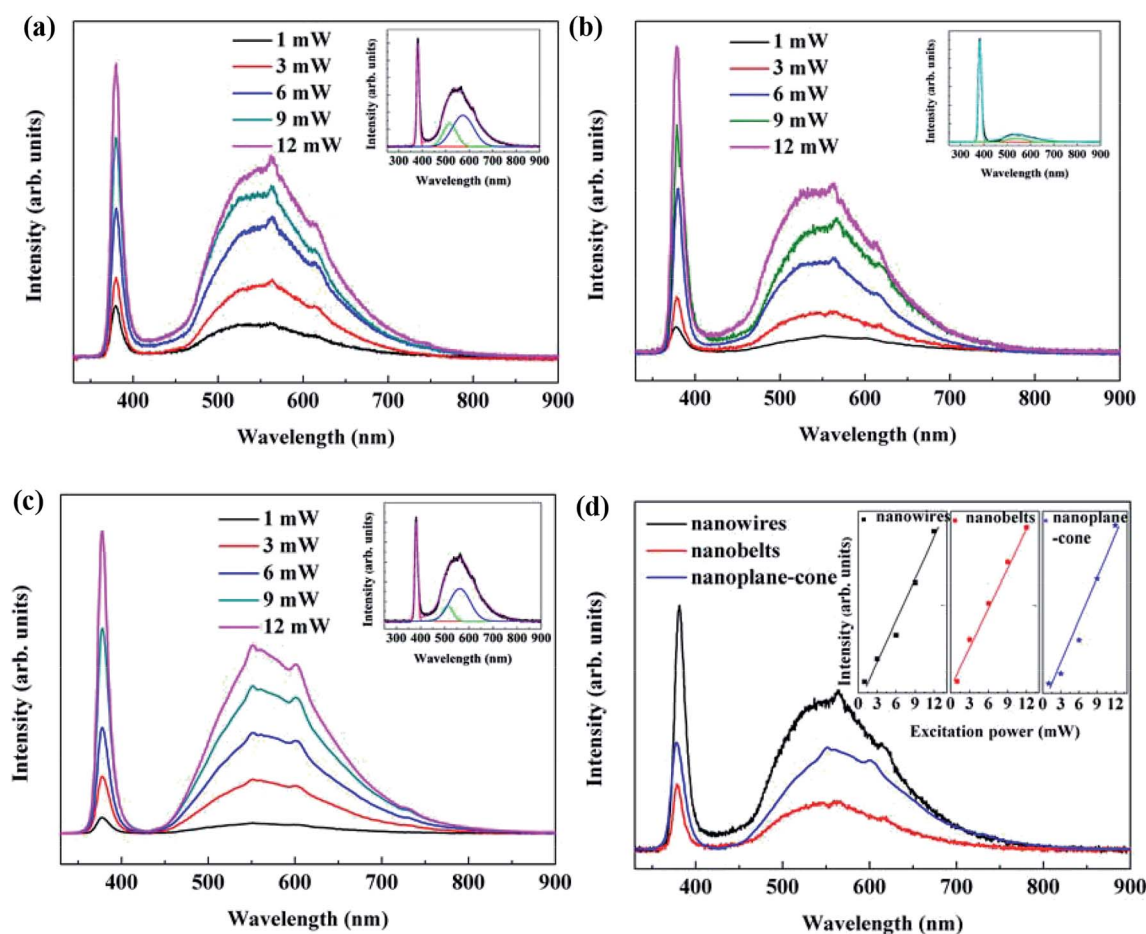 (a)
1 mW
3 mW
6 mW
9 mW
12 mW
Intensity (arb. units)
300 400 500 600 700 800 900
Wavelength (nm)
Intensity (arb. units)
400 500 600 700 800 900
Wavelength (nm)
(b)
1 mW
3 mW
6 mW
9 mW
12 mW
Intensity (arb. units)
300 400 500 600 700 800 900
Wavelength (nm)
Intensity (arb. units)
400 500 600 700 800 900
Wavelength (nm)
(c)
1 mW
3 mW
6 mW
9 mW
12 mW
Intensity (arb. units)
300 400 500 600 700 800 900
Wavelength (nm)
Intensity (arb. units)
400 500 600 700 800 900
Wavelength (nm)
(d)
nanowires
nanobelts
nanoplane-cone
Intensity (arb. units)
nanowires
nanobelts
nanoplane
-cone
0 3 6 9 12 0 3 6 9 12 0 3 6 9 12
Excitation power (mW)
Intensity (arb. units)
400 500 600 700 800 900
Wavelength (nm)